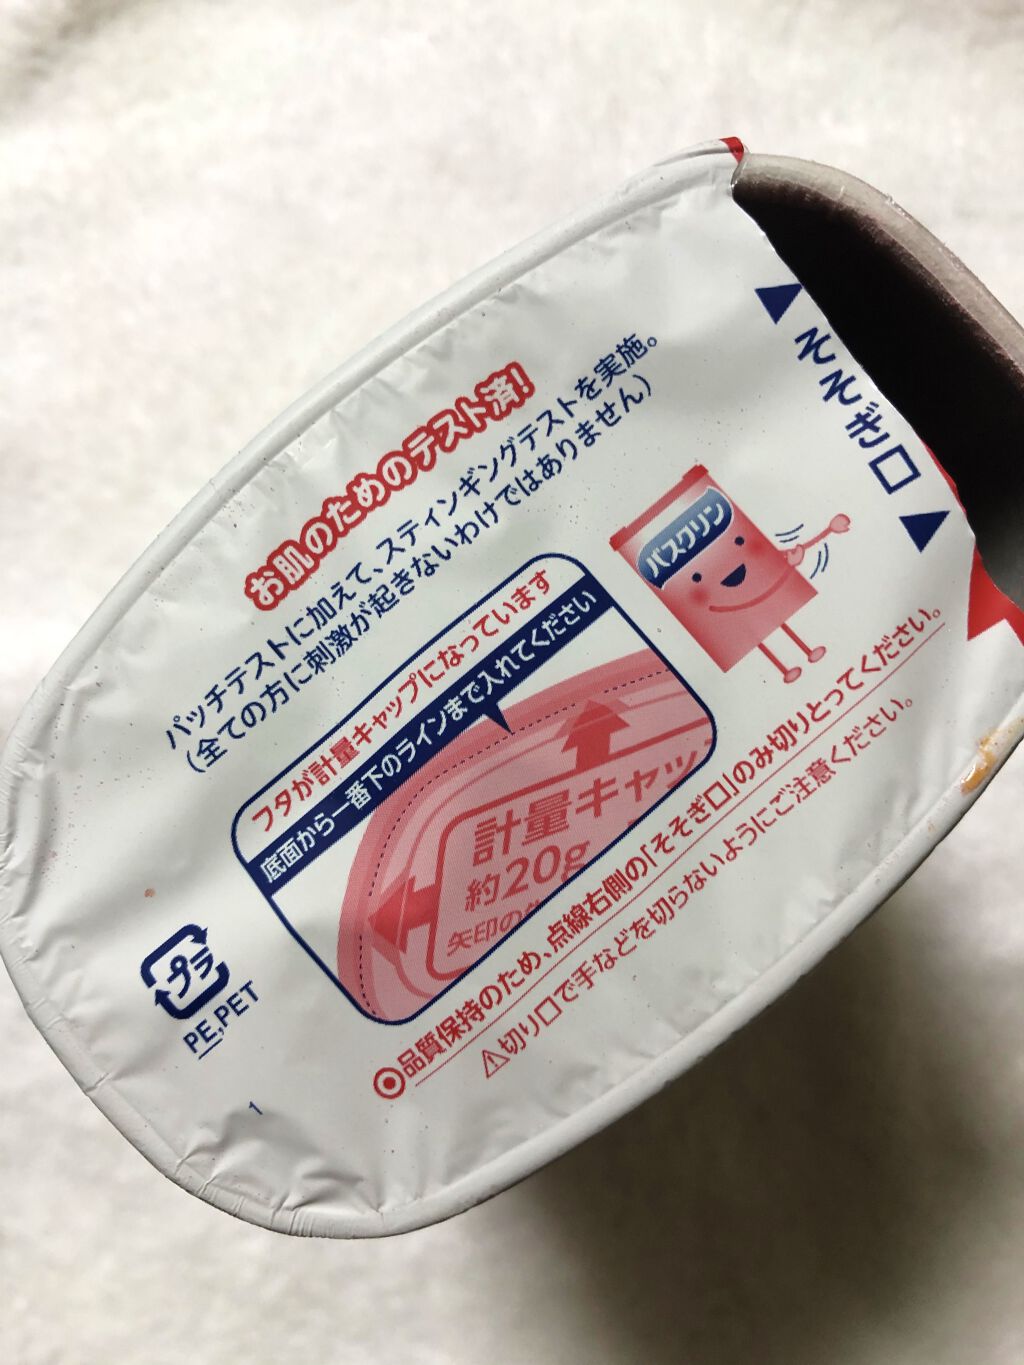 お肌のためのテスト済!
パッチテストに加えて、スティンギングテストを実施。
(全ての方に刺激が起きないわけではありません)
そそぎ口
バスクリン
フタが計量キャップになっています
底面から一番下のラインまで入れてください
計量キャッ
約20g
矢印の
◎品質保持のため、点線右側の「そそぎ口」のみ切りとってください。
⚠切り口で手などを切らないようにご注意ください。
プラ
PE,PET
1